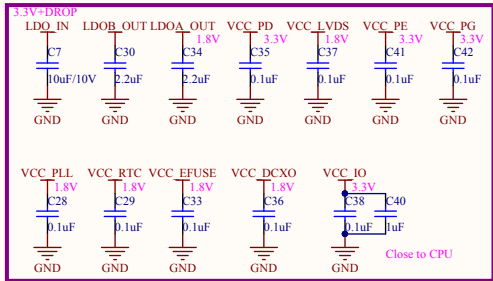 3.3V+DROP
LDO_IN LDOB_OUT LDOA_OUT VCC_PD VCC_LVDS VCC_PE VCC_PG
1.8V 3.3V 1.8V 3.3V 3.3V
C7 C30 C34 C35 C37 C41 C42
10uF/10V 2.2uF 2.2uF 0.1uF 0.1uF 0.1uF 0.1uF
GND GND GND GND GND GND GND
VCC_PLL VCC_RTC VCC_EFUSE VCC_DCXO VCC_IO
1.8V 1.8V 1.8V 1.8V 3.3V
C28 C29 C33 C36 C38 C40
0.1uF 0.1uF 0.1uF 0.1uF 0.1uF 1uF
Close to CPU
GND GND GND GND GND